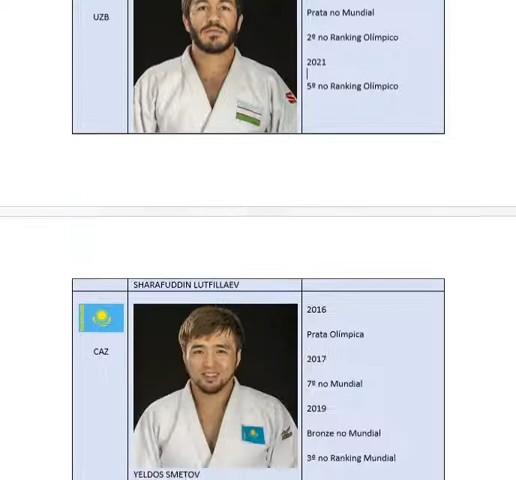 UZB
Prata no Mundial
2º no Ranking Olímpico
2021
5º no Ranking Olímpico
SHARAFUDDIN LUTFILLAEV
CAZ
2016
Prata Olímpica
2017
7º no Mundial
2019
Bronze no Mundial
3º no Ranking Mundial
YELDOS SMETOV